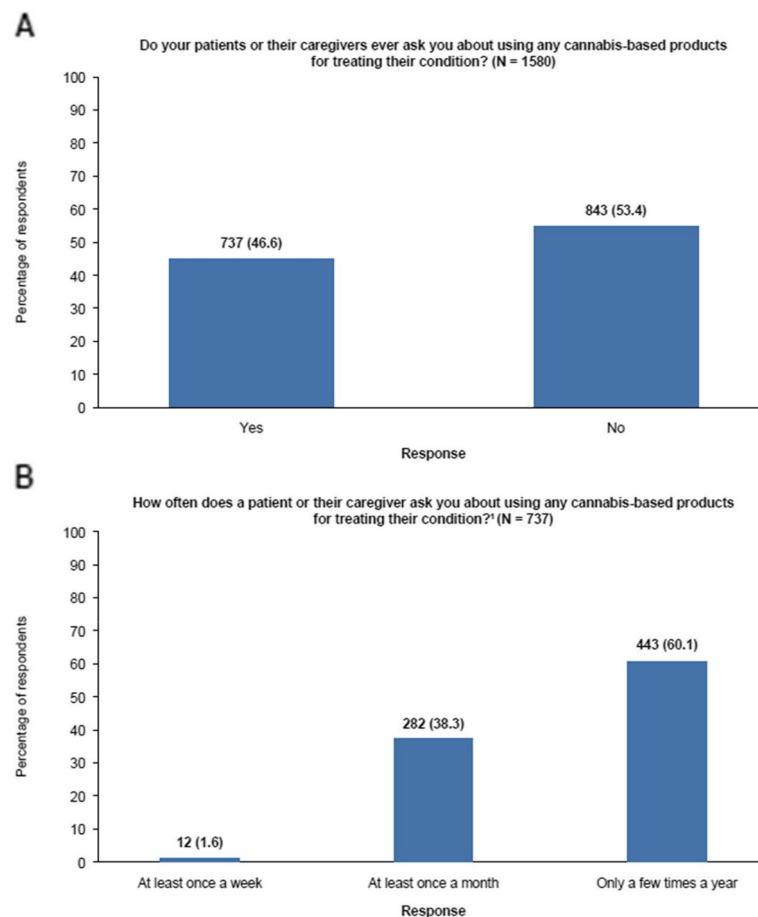 A
Do your patients or their caregivers ever ask you about using any cannabis-based products
for treating their condition? (N = 1580)
Percentage of respondents
100
90
80
70
60
50
40
30
20
10
0
737 (46.6)
843 (53.4)
Yes
No
Response
B
How often does a patient or their caregiver ask you about using any cannabis-based products
for treating their condition?¹ (N = 737)
Percentage of respondents
100
90
80
70
60
50
40
30
20
10
0
12 (1.6)
282 (38.3)
443 (60.1)
At least once a week
At least once a month
Only a few times a year
Response